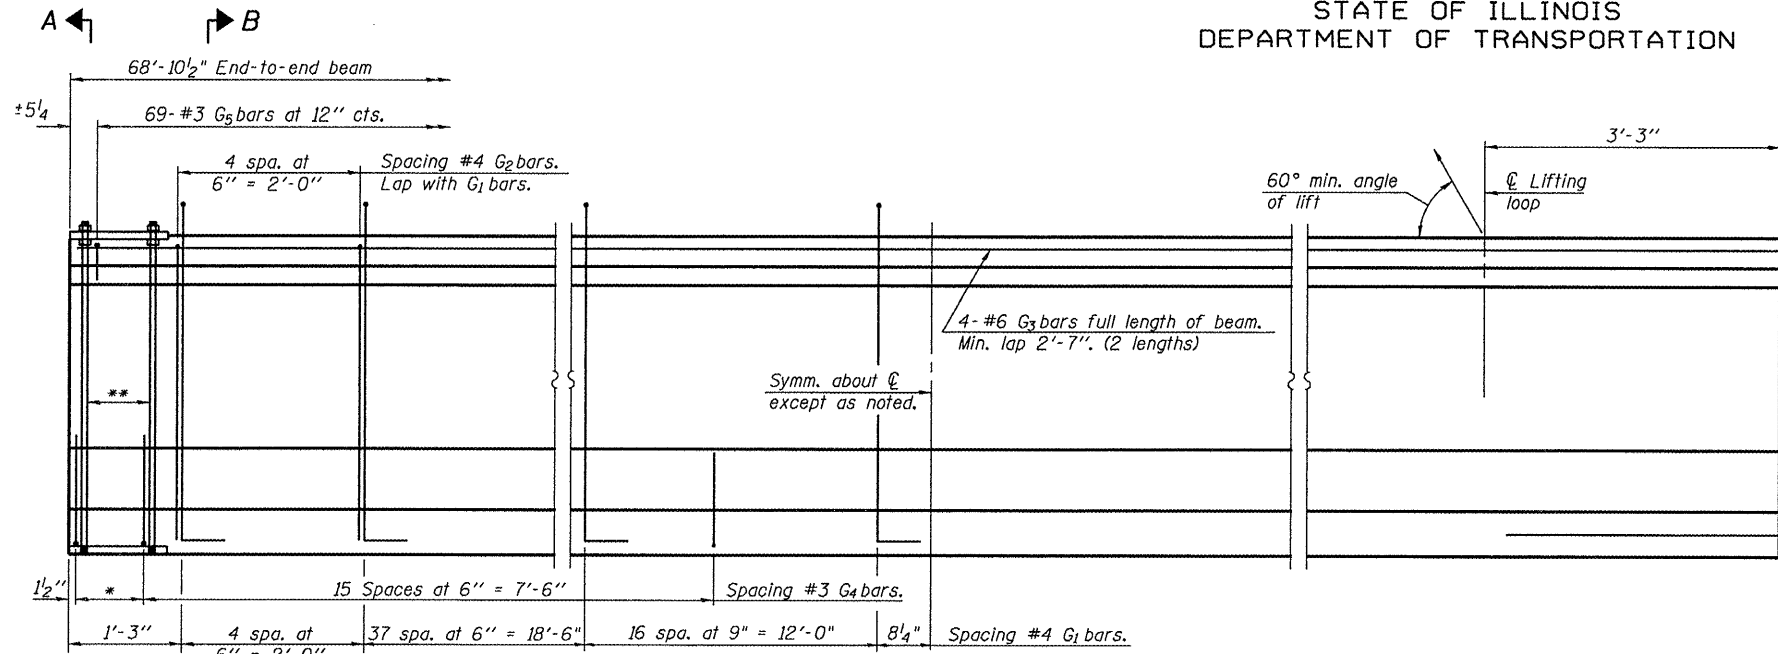 A B
STATE OF ILLINOIS
DEPARTMENT OF TRANSPORTATION
68'-10½" End-to-end beam
±5¼
69-#3 G5 bars at 12" cts.
4 spa. at
6" = 2'-0"
Spacing #4 G2 bars.
Lap with G1 bars.
3'-3"
60° min. angle
of lift
℄ Lifting
loop
4-#6 G3 bars full length of beam.
Min. lap 2'-7". (2 lengths)
Symm. about ℄
except as noted.
**
1½"
*
15 Spaces at 6" = 7'-6"
Spacing #3 G4 bars.
1'-3"
4 spa. at
6" = 2'-0"
37 spa. at 6" = 18'-6"
16 spa. at 9" = 12'-0"
8¼"
Spacing #4 G1 bars.